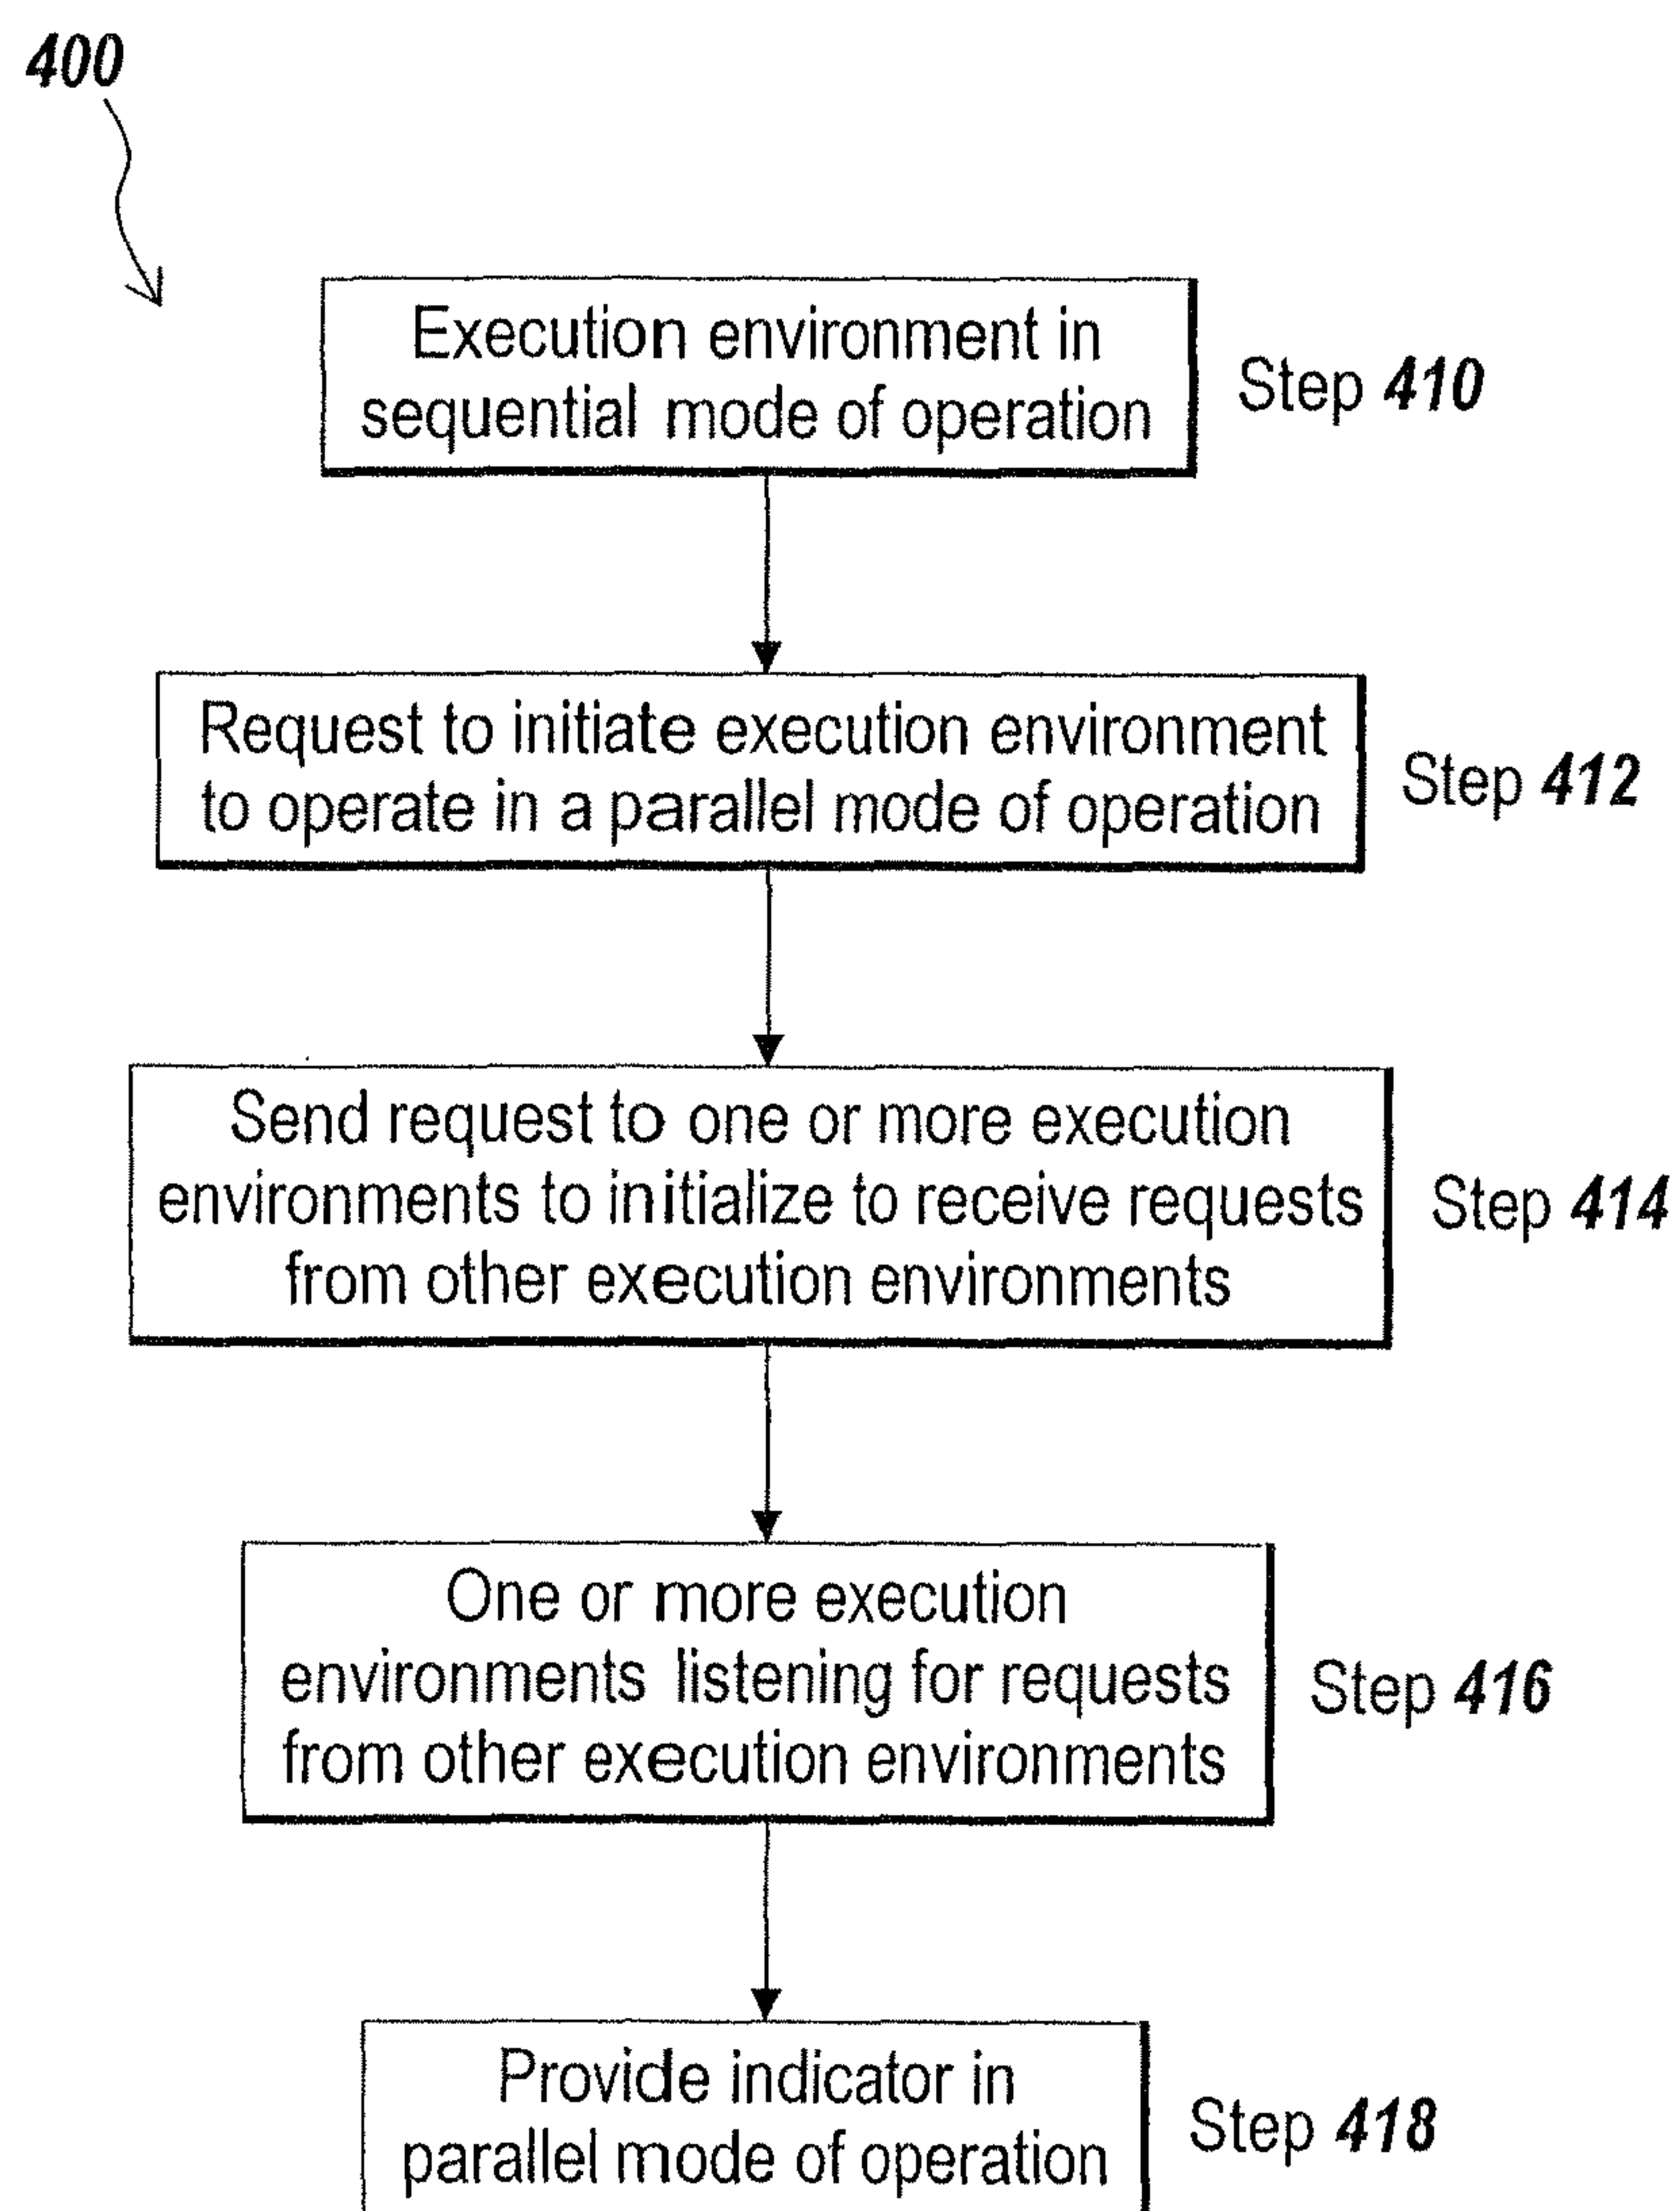 400
Execution environment in
sequential mode of operation
Step 410
Request to initiate execution environment
to operate in a parallel mode of operation
Step 412
Send request to one or more execution
environments to initialize to receive requests
from other execution environments
Step 414
One or more execution
environments listening for requests
from other execution environments
Step 416
Provide indicator in
parallel mode of operation
Step 418